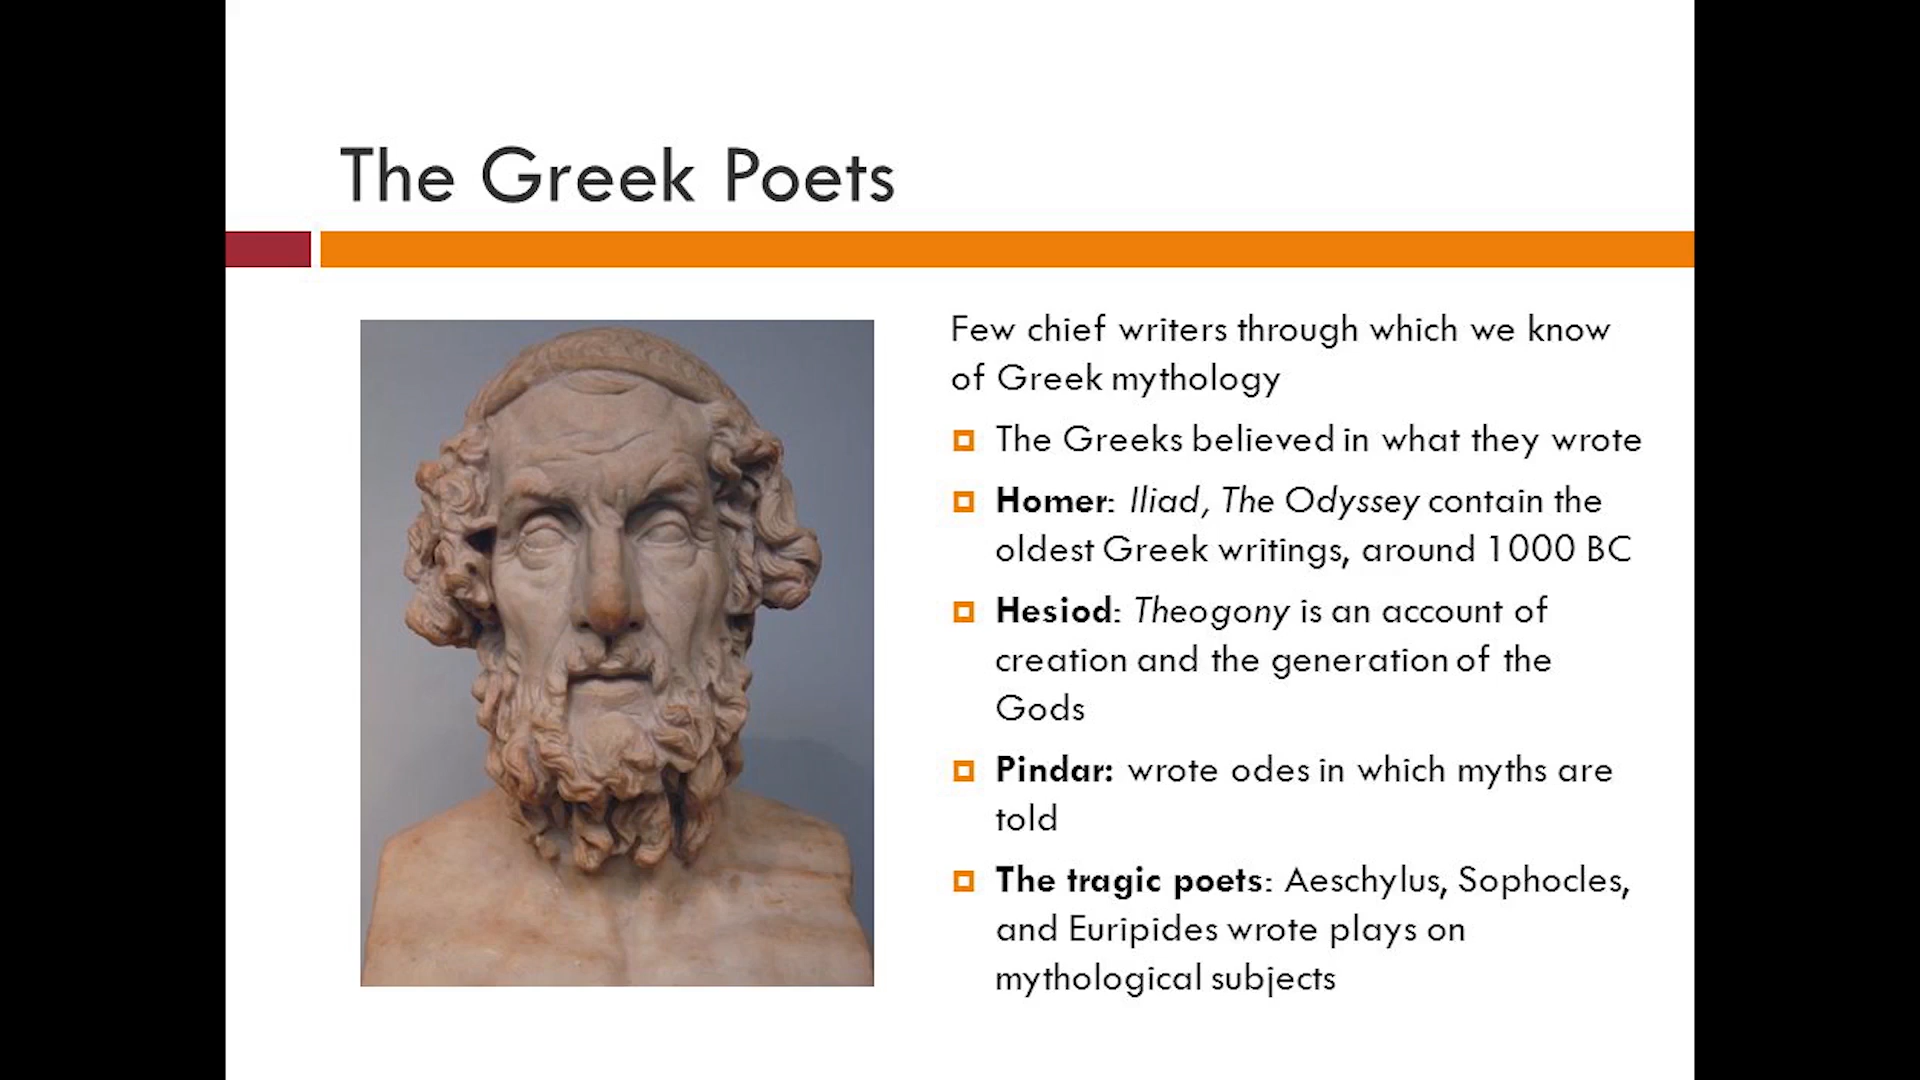 The Greek Poets
Few chief writers through which we know
of Greek mythology
The Greeks believed in what they wrote
Homer: Iliad, The Odyssey contain the
oldest Greek writings, around 1000 BC
Hesiod: Theogony is an account of
creation and the generation of the
Gods
Pindar: wrote odes in which myths are
told
The tragic poets: Aeschylus, Sophocles,
and Euripides wrote plays on
mythological subjects